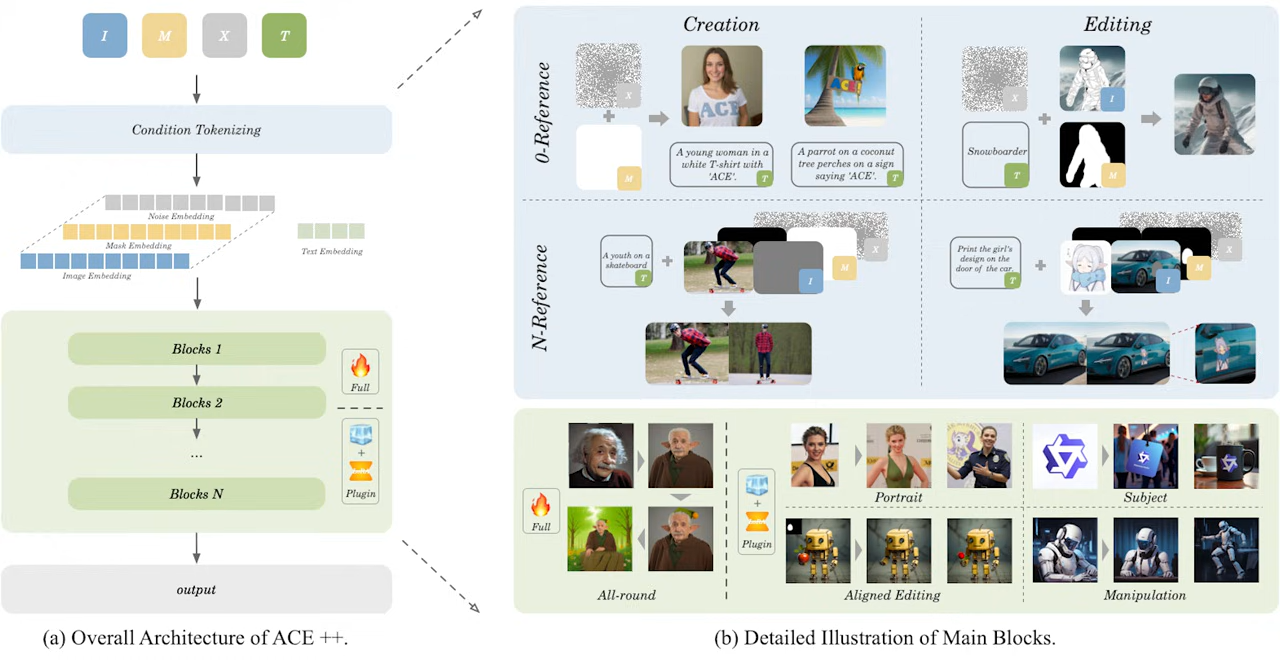 I M X T
Condition Tokenizing
Noise Embedding
Mask Embedding
Text Embedding
Image Embedding
Blocks 1
Blocks 2
...
Blocks N
Full
+
Plugin
output
(a) Overall Architecture of ACE ++.
Creation
Editing
0-Reference
X
+
M
ACE
ACE
A young woman in a
white T-shirt with
'ACE'.
T
A parrot on a coconut
tree perches on a sign
saying 'ACE'.
T
X
+
I
Snowboarder
T
M
N-Reference
A youth on a
skateboard
T
+
I
M
X
Print the girl's
design on the
door of the car.
T
+
I
M
X
Full
All-round
+
Plugin
Portrait
Subject
Aligned Editing
Manipulation
(b) Detailed Illustration of Main Blocks.